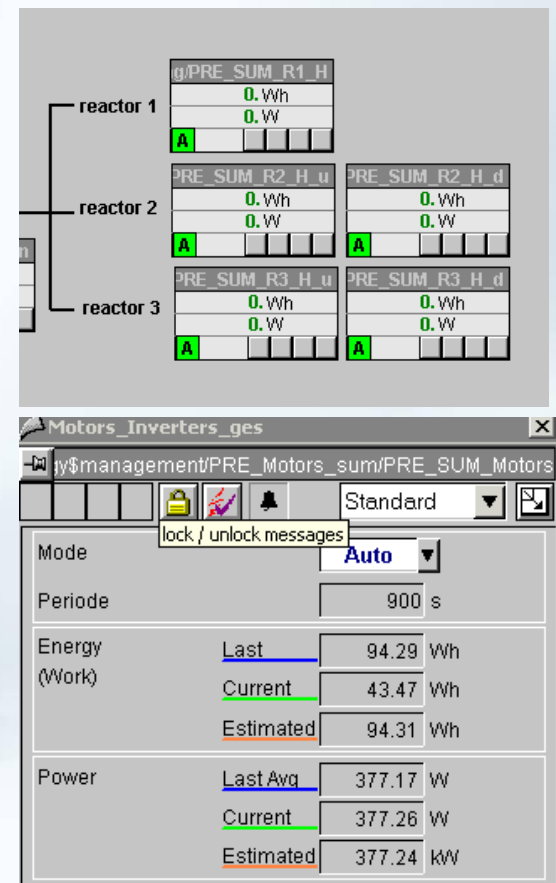 g/PRE_SUM_R1_H
0. Wh
reactor 1
0. W
A
PRE_SUM_R2_H_u PRE_SUM_R2_H_d
0. Wh 0. Wh
reactor 2
0. W 0. W
A A
PRE_SUM_R3_H_u PRE_SUM_R3_H_d
n
0. Wh 0. Wh
reactor 3
0. W 0. W
A A
Motors_Inverters_ges
gy$management/PRE_Motors_sum/PRE_SUM_Motors
Standard
lock / unlock messages
Mode Auto
Periode 900 s
Energy Last 94.29 Wh
(Work)
Current 43.47 Wh
Estimated 94.31 Wh
Power Last Avg 377.17 W
Current 377.26 W
Estimated 377.24 kW